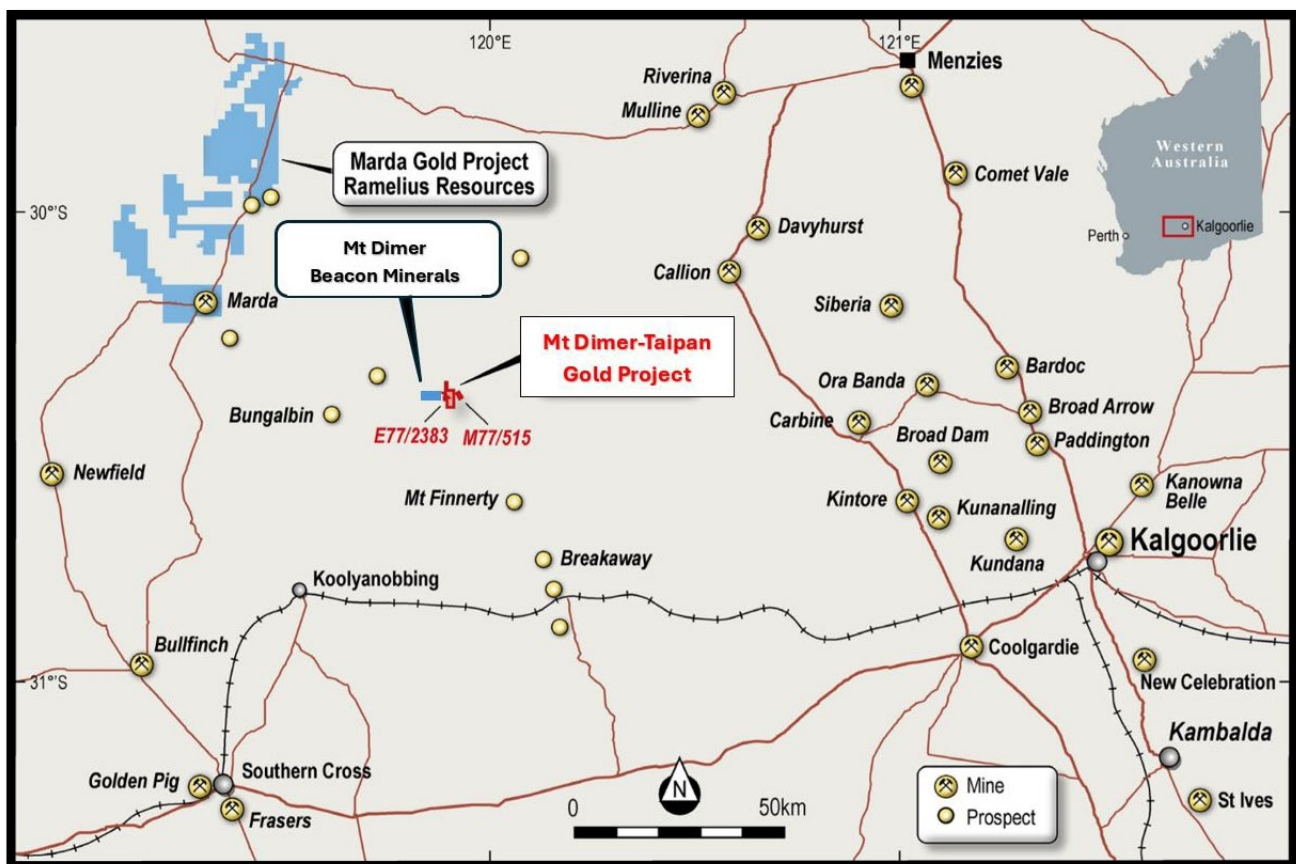 120°E
121°E
Menzies
Riverina
Mulline
Western
Australia
Perth
Kalgoorlie
Marda Gold Project
Ramelius Resources
Comet Vale
30°S
Davyhurst
Mt Dimer
Beacon Minerals
Callion
Marda
Siberia
Mt Dimer-Taipan
Gold Project
Bardoc
Ora Banda
Bungalbin
E77/2383
M77/515
Carbine
Broad Arrow
Broad Dam
Paddington
Newfield
Kanowna
Belle
Mt Finnerty
Kintore
Kunanalling
Kalgoorlie
Kundana
Breakaway
Koolyanobbing
Bullfinch
Coolgardie
31°S
New Celebration
Kambalda
Golden Pig
Southern Cross
Frasers
N
0
50km
Mine
Prospect
St Ives